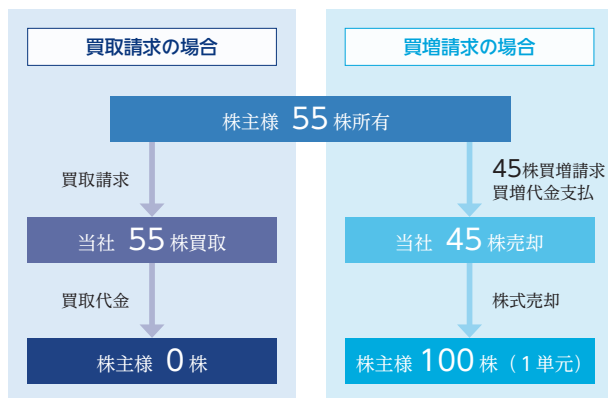 買取請求の場合
買増請求の場合
株主様 55 株所有
買取請求
45株買増請求
買増代金支払
当社 55 株買取
当社 45 株売却
買取代金
株式売却
株主様 0 株
株主様 100 株（1単元）